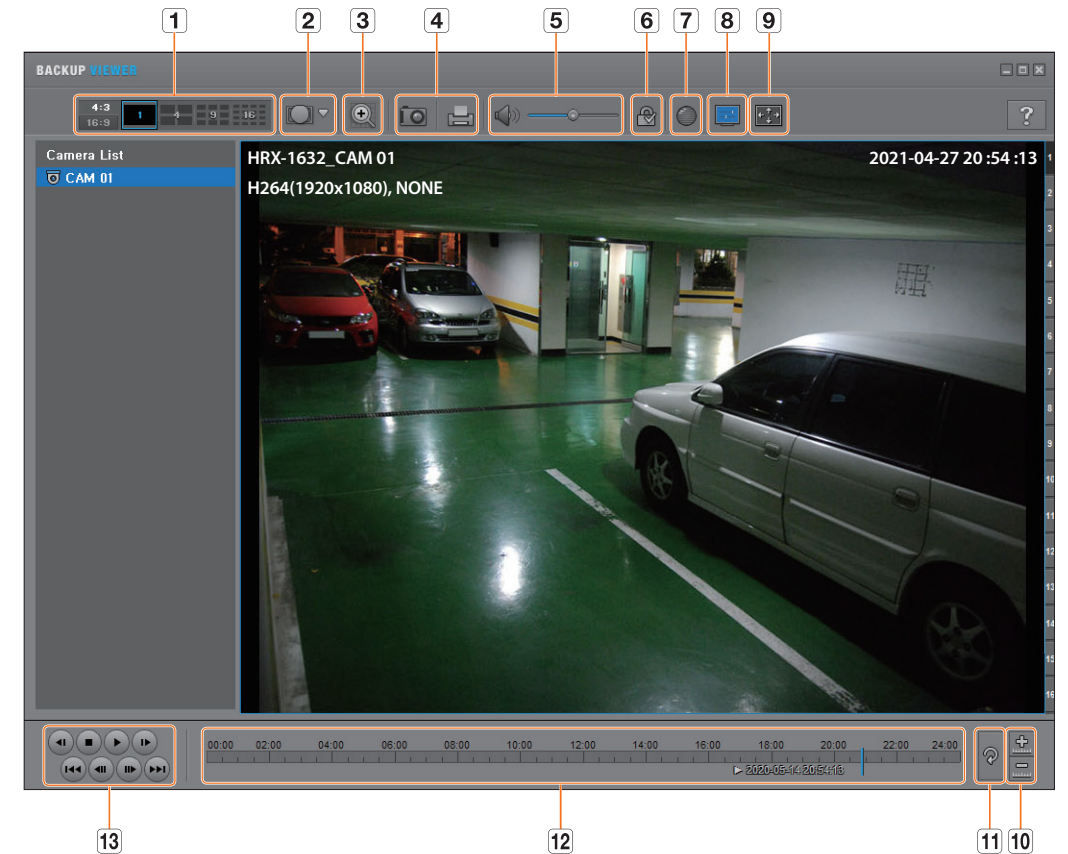 1 2 3 4 5 6 7 8 9
BACKUP VIEWER
4:3
16:9
1 4 9 16
?
Camera List
CAM 01
HRX-1632_CAM 01
2021-04-27 20 :54 :13
H264(1920x1080), NONE
1
2
3
4
5
6
7
8
9
10
11
12
13
14
15
16
00:00 02:00 04:00 06:00 08:00 10:00 12:00 14:00 16:00 18:00 20:00 22:00 24:00
2020-05-14 20:54:13
13 12 11 10